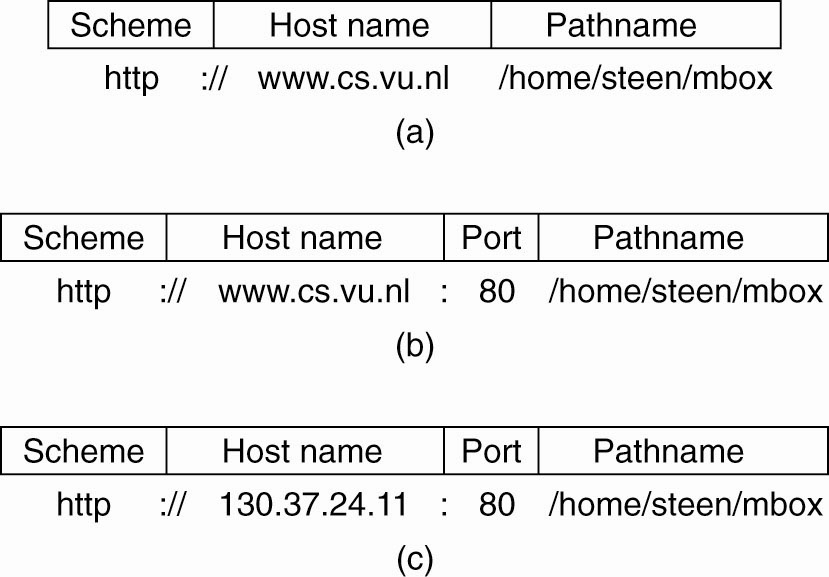 Scheme Host name Pathname
http :// www.cs.vu.nl /home/steen/mbox
(a)
Scheme Host name Port Pathname
http :// www.cs.vu.nl : 80 /home/steen/mbox
(b)
Scheme Host name Port Pathname
http :// 130.37.24.11 : 80 /home/steen/mbox
(c)